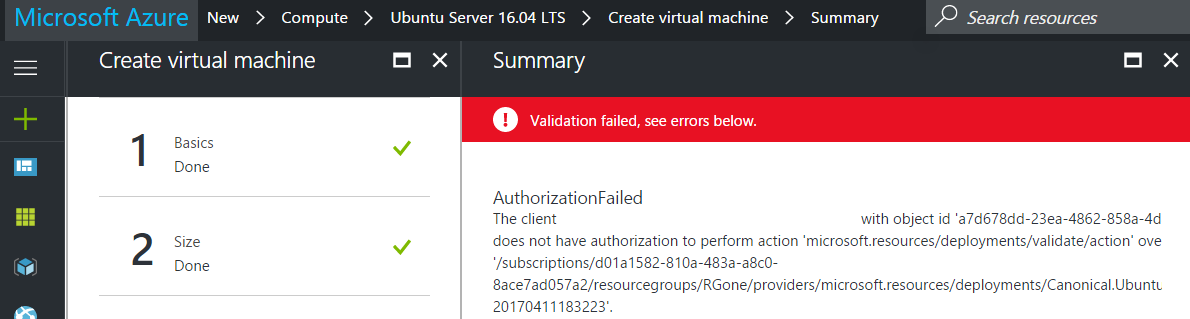 Microsoft Azure New > Compute > Ubuntu Server 16.04 LTS > Create virtual machine > Summary
Search resources
Create virtual machine
Summary
1 Basics
Done
2 Size
Done
! Validation failed, see errors below.
AuthorizationFailed
The client with object id 'a7d678dd-23ea-4862-858a-4d
does not have authorization to perform action 'microsoft.resources/deployments/validate/action' ove
'/subscriptions/d01a1582-810a-483a-a8c0-
8ace7ad057a2/resourcegroups/RGone/providers/microsoft.resources/deployments/Canonical.Ubuntu
20170411183223'.